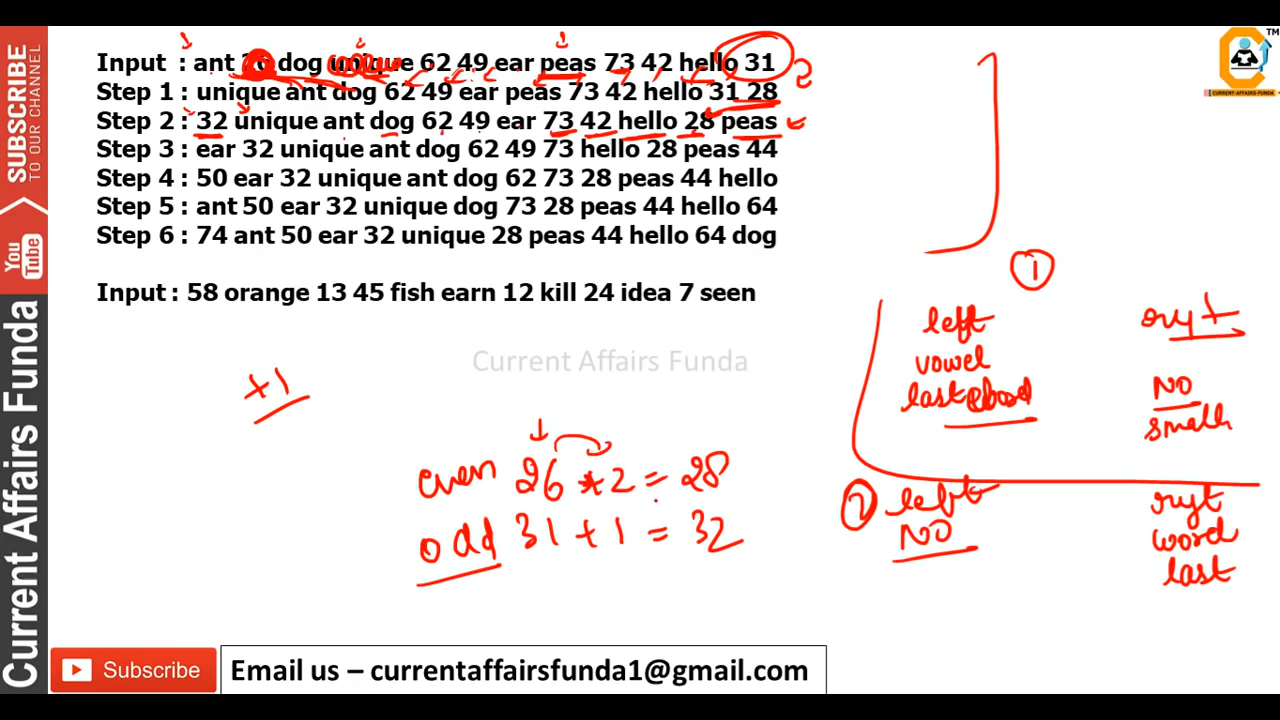 SUBSCRIBE
TO OUR CHANNEL
You Tube
Current Affairs Funda
Input : ant dog unique 62 49 ear peas 73 42 hello 31
Step 1 : unique ant dog 62 49 ear peas 73 42 hello 31 28
Step 2 : 32 unique ant dog 62 49 ear 73 42 hello 28 peas
Step 3 : ear 32 unique ant dog 62 49 73 hello 28 peas 44
Step 4 : 50 ear 32 unique ant dog 62 73 28 peas 44 hello
Step 5 : ant 50 ear 32 unique dog 73 28 peas 44 hello 64
Step 6 : 74 ant 50 ear 32 unique 28 peas 44 hello 64 dog
Input : 58 orange 13 45 fish earn 12 kill 24 idea 7 seen
TM
CURRENT-AFFAIRS-FUNDA
Current Affairs Funda
+1
even 26 + 2 = 28
odd 31 + 1 = 32
1
left ryt
vowel NO
last small
2 left ryt
NO word
last
Subscribe
Email us – currentaffairsfunda1@gmail.com